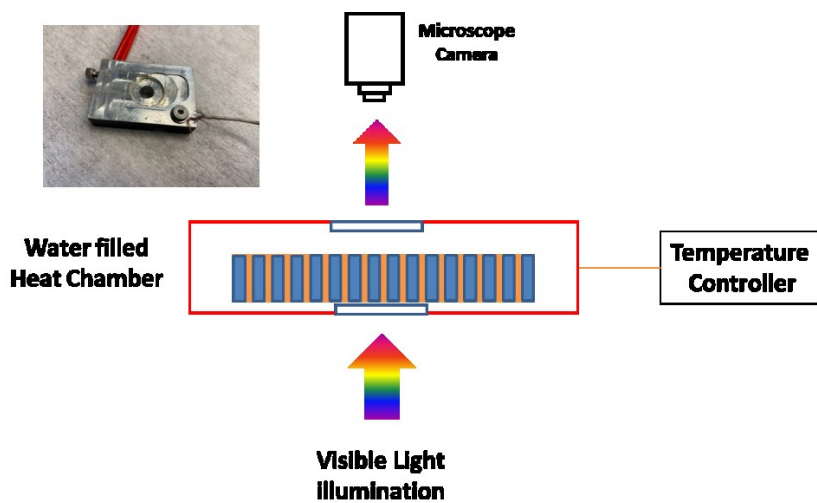 Microscope
Camera
Water filled
Heat Chamber
Temperature
Controller
Visible Light
illumination